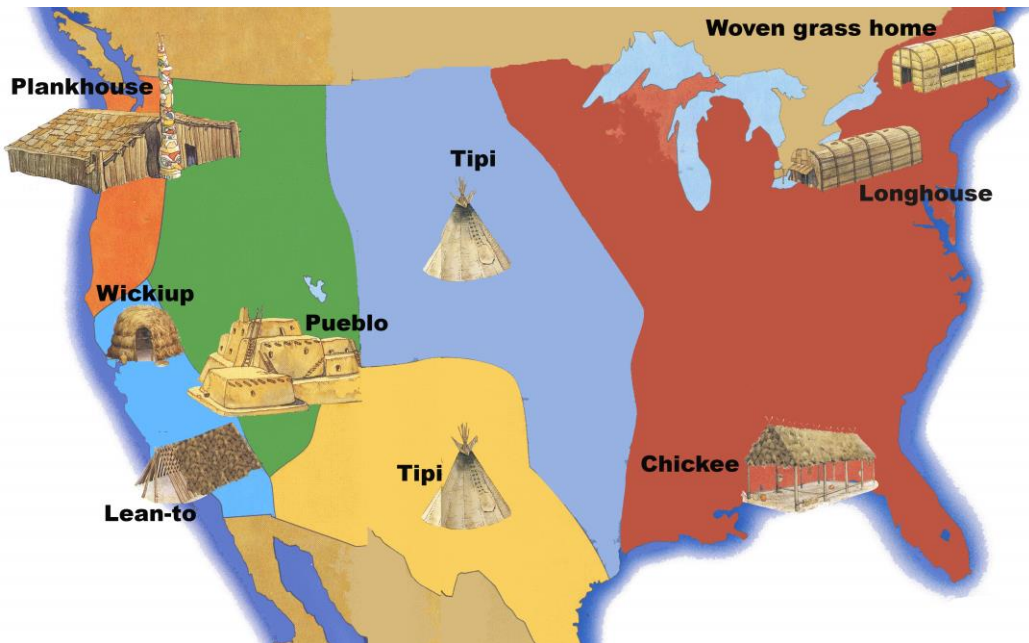 Woven grass home
Plankhouse
Tipi
Longhouse
Wickiup
Pueblo
Chickee
Tipi
Lean-to